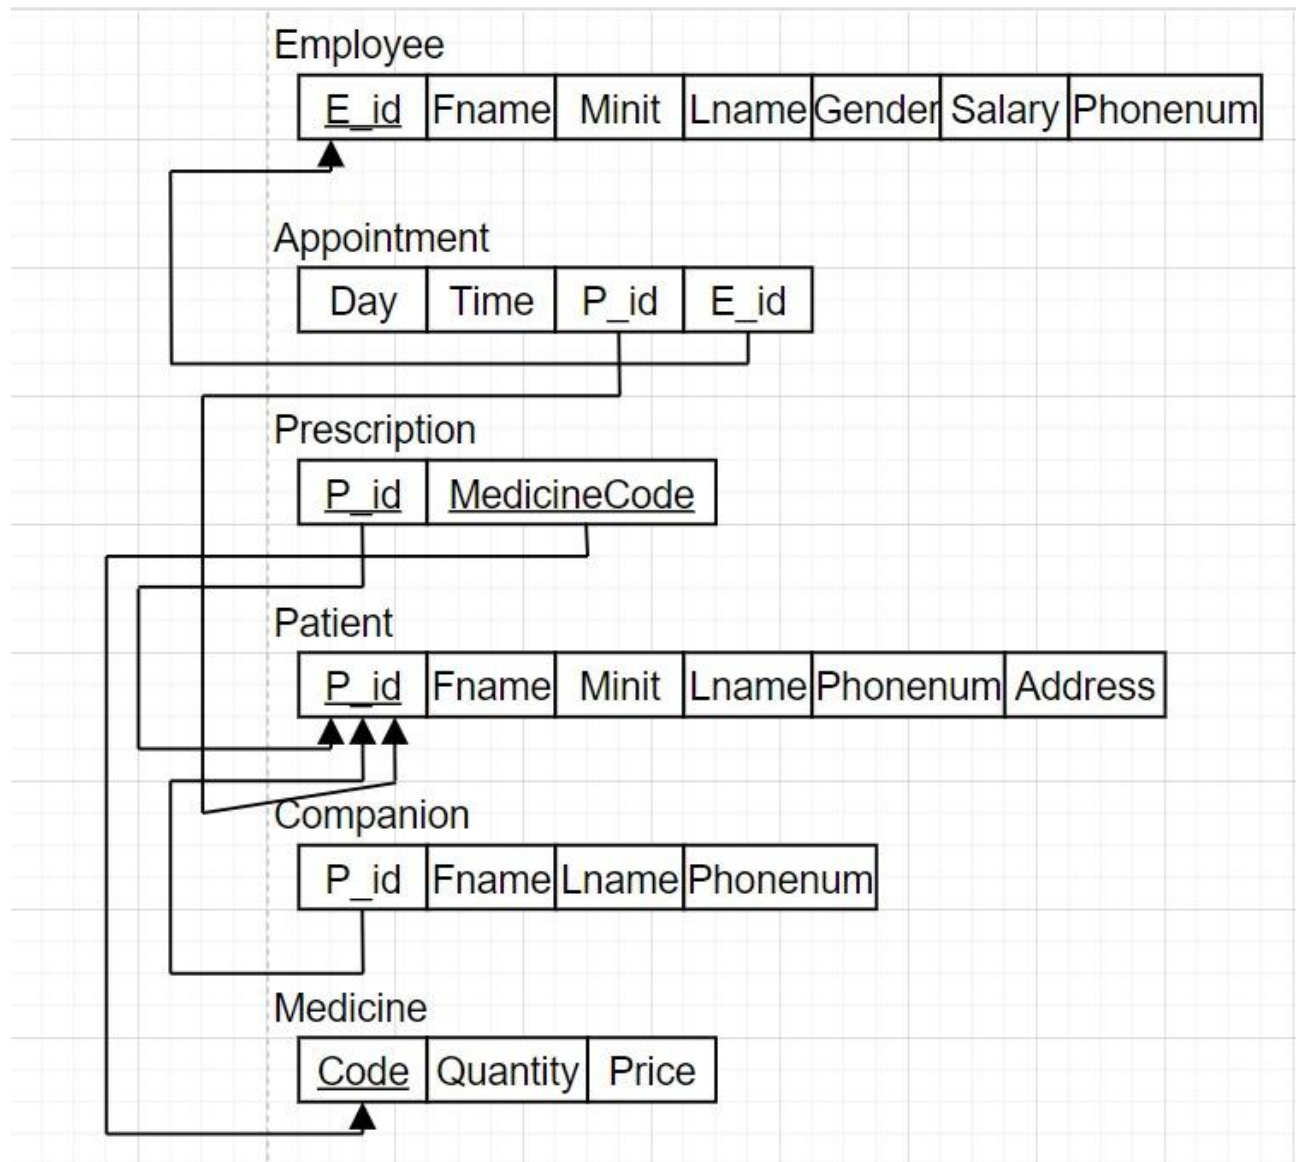 Employee
E_id Fname Minit Lname Gender Salary Phonenum
Appointment
Day Time P_id E_id
Prescription
P_id MedicineCode
Patient
P_id Fname Minit Lname Phonenum Address
Companion
P_id Fname Lname Phonenum
Medicine
Code Quantity Price